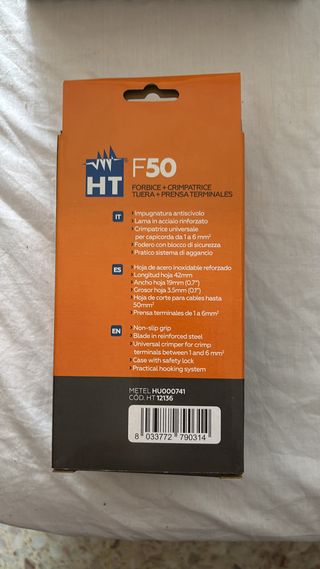 HT
F50
FORBICE + CRIMPATRICE
TIJERA + PRENSA TERMINALES
IT
› Impugnatura antiscivolo
› Lama in acciaio rinforzato
› Crimpatrice universale
per capicorda da 1 a 6 mm²
› Fodero con blocco di sicurezza
› Pratico sistema di aggancio
ES
› Hoja de acero inoxidable reforzado
› Longitud hoja 42mm
› Ancho hoja 19mm (0.7")
› Grosor hoja 3.5mm (0.1")
› Hoja de corte para cables hasta
50mm²
› Prensa terminales de 1 a 6mm²
EN
› Non-slip grip
› Blade in reinforced steel
› Universal crimper for crimp
terminals between 1 and 6 mm²
› Case with safety lock
› Practical hooking system
METEL HU000741
CÓD. HT 12136
8 033772 790314